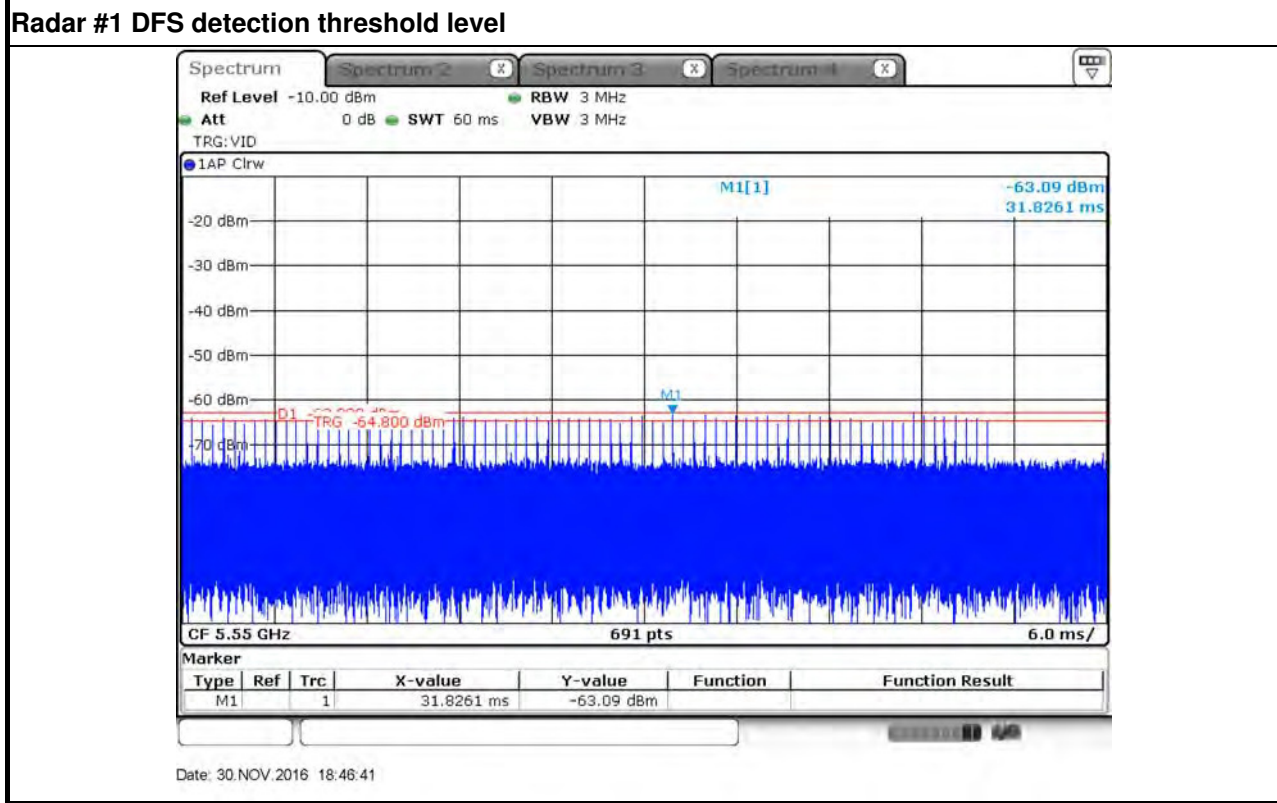 Radar #1 DFS detection threshold level
Spectrum Spectrum 2 X Spectrum 3 X Spectrum 4 X
Ref Level -10.00 dBm RBW 3 MHz
Att 0 dB SWT 60 ms VBW 3 MHz
TRG:VID
1AP Clrw
M1[1] -63.09 dBm
31.8261 ms
-20 dBm
-30 dBm
-40 dBm
-50 dBm
-60 dBm
M1
D1
TRG -64.800 dBm
-70 dBm
CF 5.55 GHz 691 pts 6.0 ms/
Marker
Type Ref Trc X-value Y-value Function Function Result
M1 1 31.8261 ms -63.09 dBm
Date: 30.NOV.2016 18:46:41